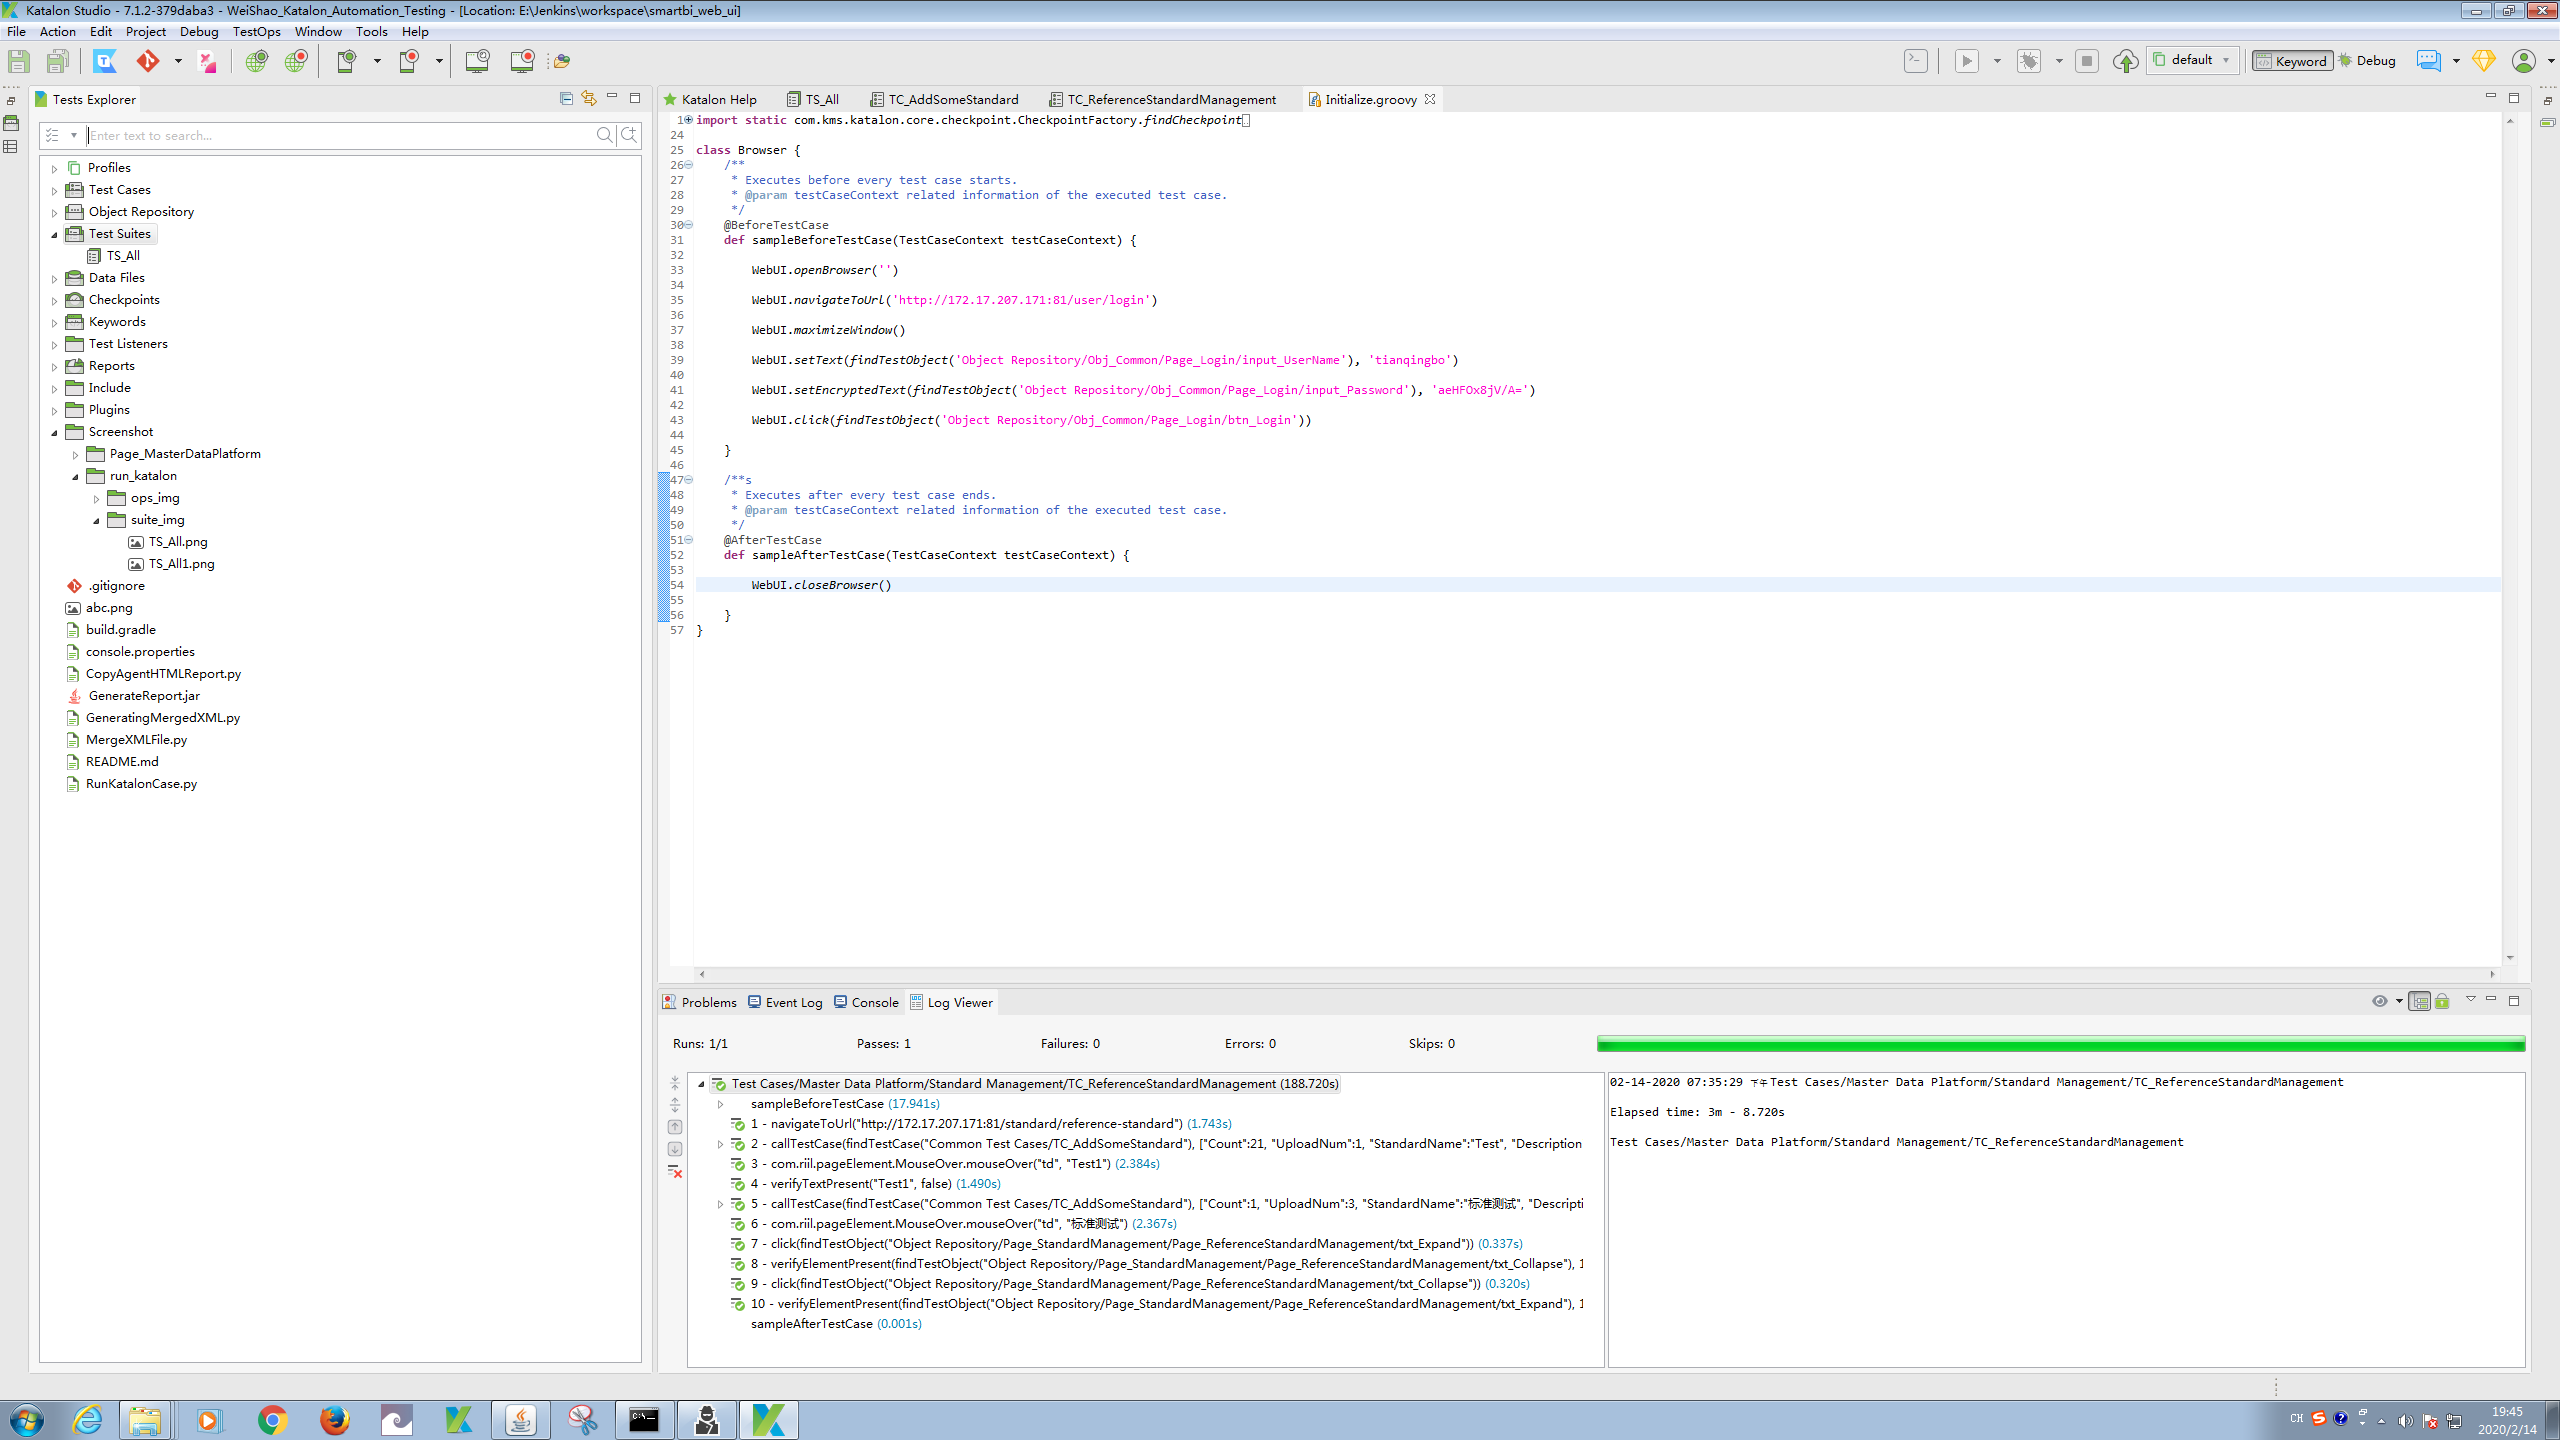 Katalon Studio - 7.1.2-379daba3 - WeiShao_Katalon_Automation_Testing - [Location: E:\Jenkins\workspace\smartbi_web_ui]
File Action Edit Project Debug TestOps Window Tools Help
default Keyword Debug
Tests Explorer
Enter text to search...
Profiles
Test Cases
Object Repository
Test Suites
TS_All
Data Files
Checkpoints
Keywords
Test Listeners
Reports
Include
Plugins
Screenshot
Page_MasterDataPlatform
run_katalon
ops_img
suite_img
TS_All.png
TS_All1.png
.gitignore
abc.png
build.gradle
console.properties
CopyAgentHTMLReport.py
GenerateReport.jar
GeneratingMergedXML.py
MergeXMLFile.py
README.md
RunKatalonCase.py
Katalon Help TS_All TC_AddSomeStandard TC_ReferenceStandardManagement Initialize.groovy
1 import static com.kms.katalon.core.checkpoint.CheckpointFactory.findCheckpoint
24
25 class Browser {
26 /**
27 * Executes before every test case starts.
28 * @param testCaseContext related information of the executed test case.
29 */
30 @BeforeTestCase
31 def sampleBeforeTestCase(TestCaseContext testCaseContext) {
32
33 WebUI.openBrowser('')
34
35 WebUI.navigateToUrl('http://172.17.207.171:81/user/login')
36
37 WebUI.maximizeWindow()
38
39 WebUI.setText(findTestObject('Object Repository/Obj_Common/Page_Login/input_UserName'), 'tianqingbo')
40
41 WebUI.setEncryptedText(findTestObject('Object Repository/Obj_Common/Page_Login/input_Password'), 'aeHFOx8jV/A=')
42
43 WebUI.click(findTestObject('Object Repository/Obj_Common/Page_Login/btn_Login'))
44
45 }
46
47 /**s
48 * Executes after every test case ends.
49 * @param testCaseContext related information of the executed test case.
50 */
51 @AfterTestCase
52 def sampleAfterTestCase(TestCaseContext testCaseContext) {
53
54 WebUI.closeBrowser()
55
56 }
57 }
Problems Event Log Console Log Viewer
Runs: 1/1 Passes: 1 Failures: 0 Errors: 0 Skips: 0
Test Cases/Master Data Platform/Standard Management/TC_ReferenceStandardManagement (188.720s)
sampleBeforeTestCase (17.941s)
1 - navigateToUrl("http://172.17.207.171:81/standard/reference-standard") (1.743s)
2 - callTestCase(findTestCase("Common Test Cases/TC_AddSomeStandard"), ["Count":21, "UploadNum":1, "StandardName":"Test", "Description
3 - com.riil.pageElement.MouseOver.mouseOver("td", "Test1") (2.384s)
4 - verifyTextPresent("Test1", false) (1.490s)
5 - callTestCase(findTestCase("Common Test Cases/TC_AddSomeStandard"), ["Count":1, "UploadNum":3, "StandardName":"标准测试", "Descripti
6 - com.riil.pageElement.MouseOver.mouseOver("td", "标准测试") (2.367s)
7 - click(findTestObject("Object Repository/Page_StandardManagement/Page_ReferenceStandardManagement/txt_Expand")) (0.337s)
8 - verifyElementPresent(findTestObject("Object Repository/Page_StandardManagement/Page_ReferenceStandardManagement/txt_Collapse"), 1
9 - click(findTestObject("Object Repository/Page_StandardManagement/Page_ReferenceStandardManagement/txt_Collapse")) (0.320s)
10 - verifyElementPresent(findTestObject("Object Repository/Page_StandardManagement/Page_ReferenceStandardManagement/txt_Expand"), 1
sampleAfterTestCase (0.001s)
02-14-2020 07:35:29 下午 Test Cases/Master Data Platform/Standard Management/TC_ReferenceStandardManagement
Elapsed time: 3m - 8.720s
Test Cases/Master Data Platform/Standard Management/TC_ReferenceStandardManagement
CH
19:45
2020/2/14